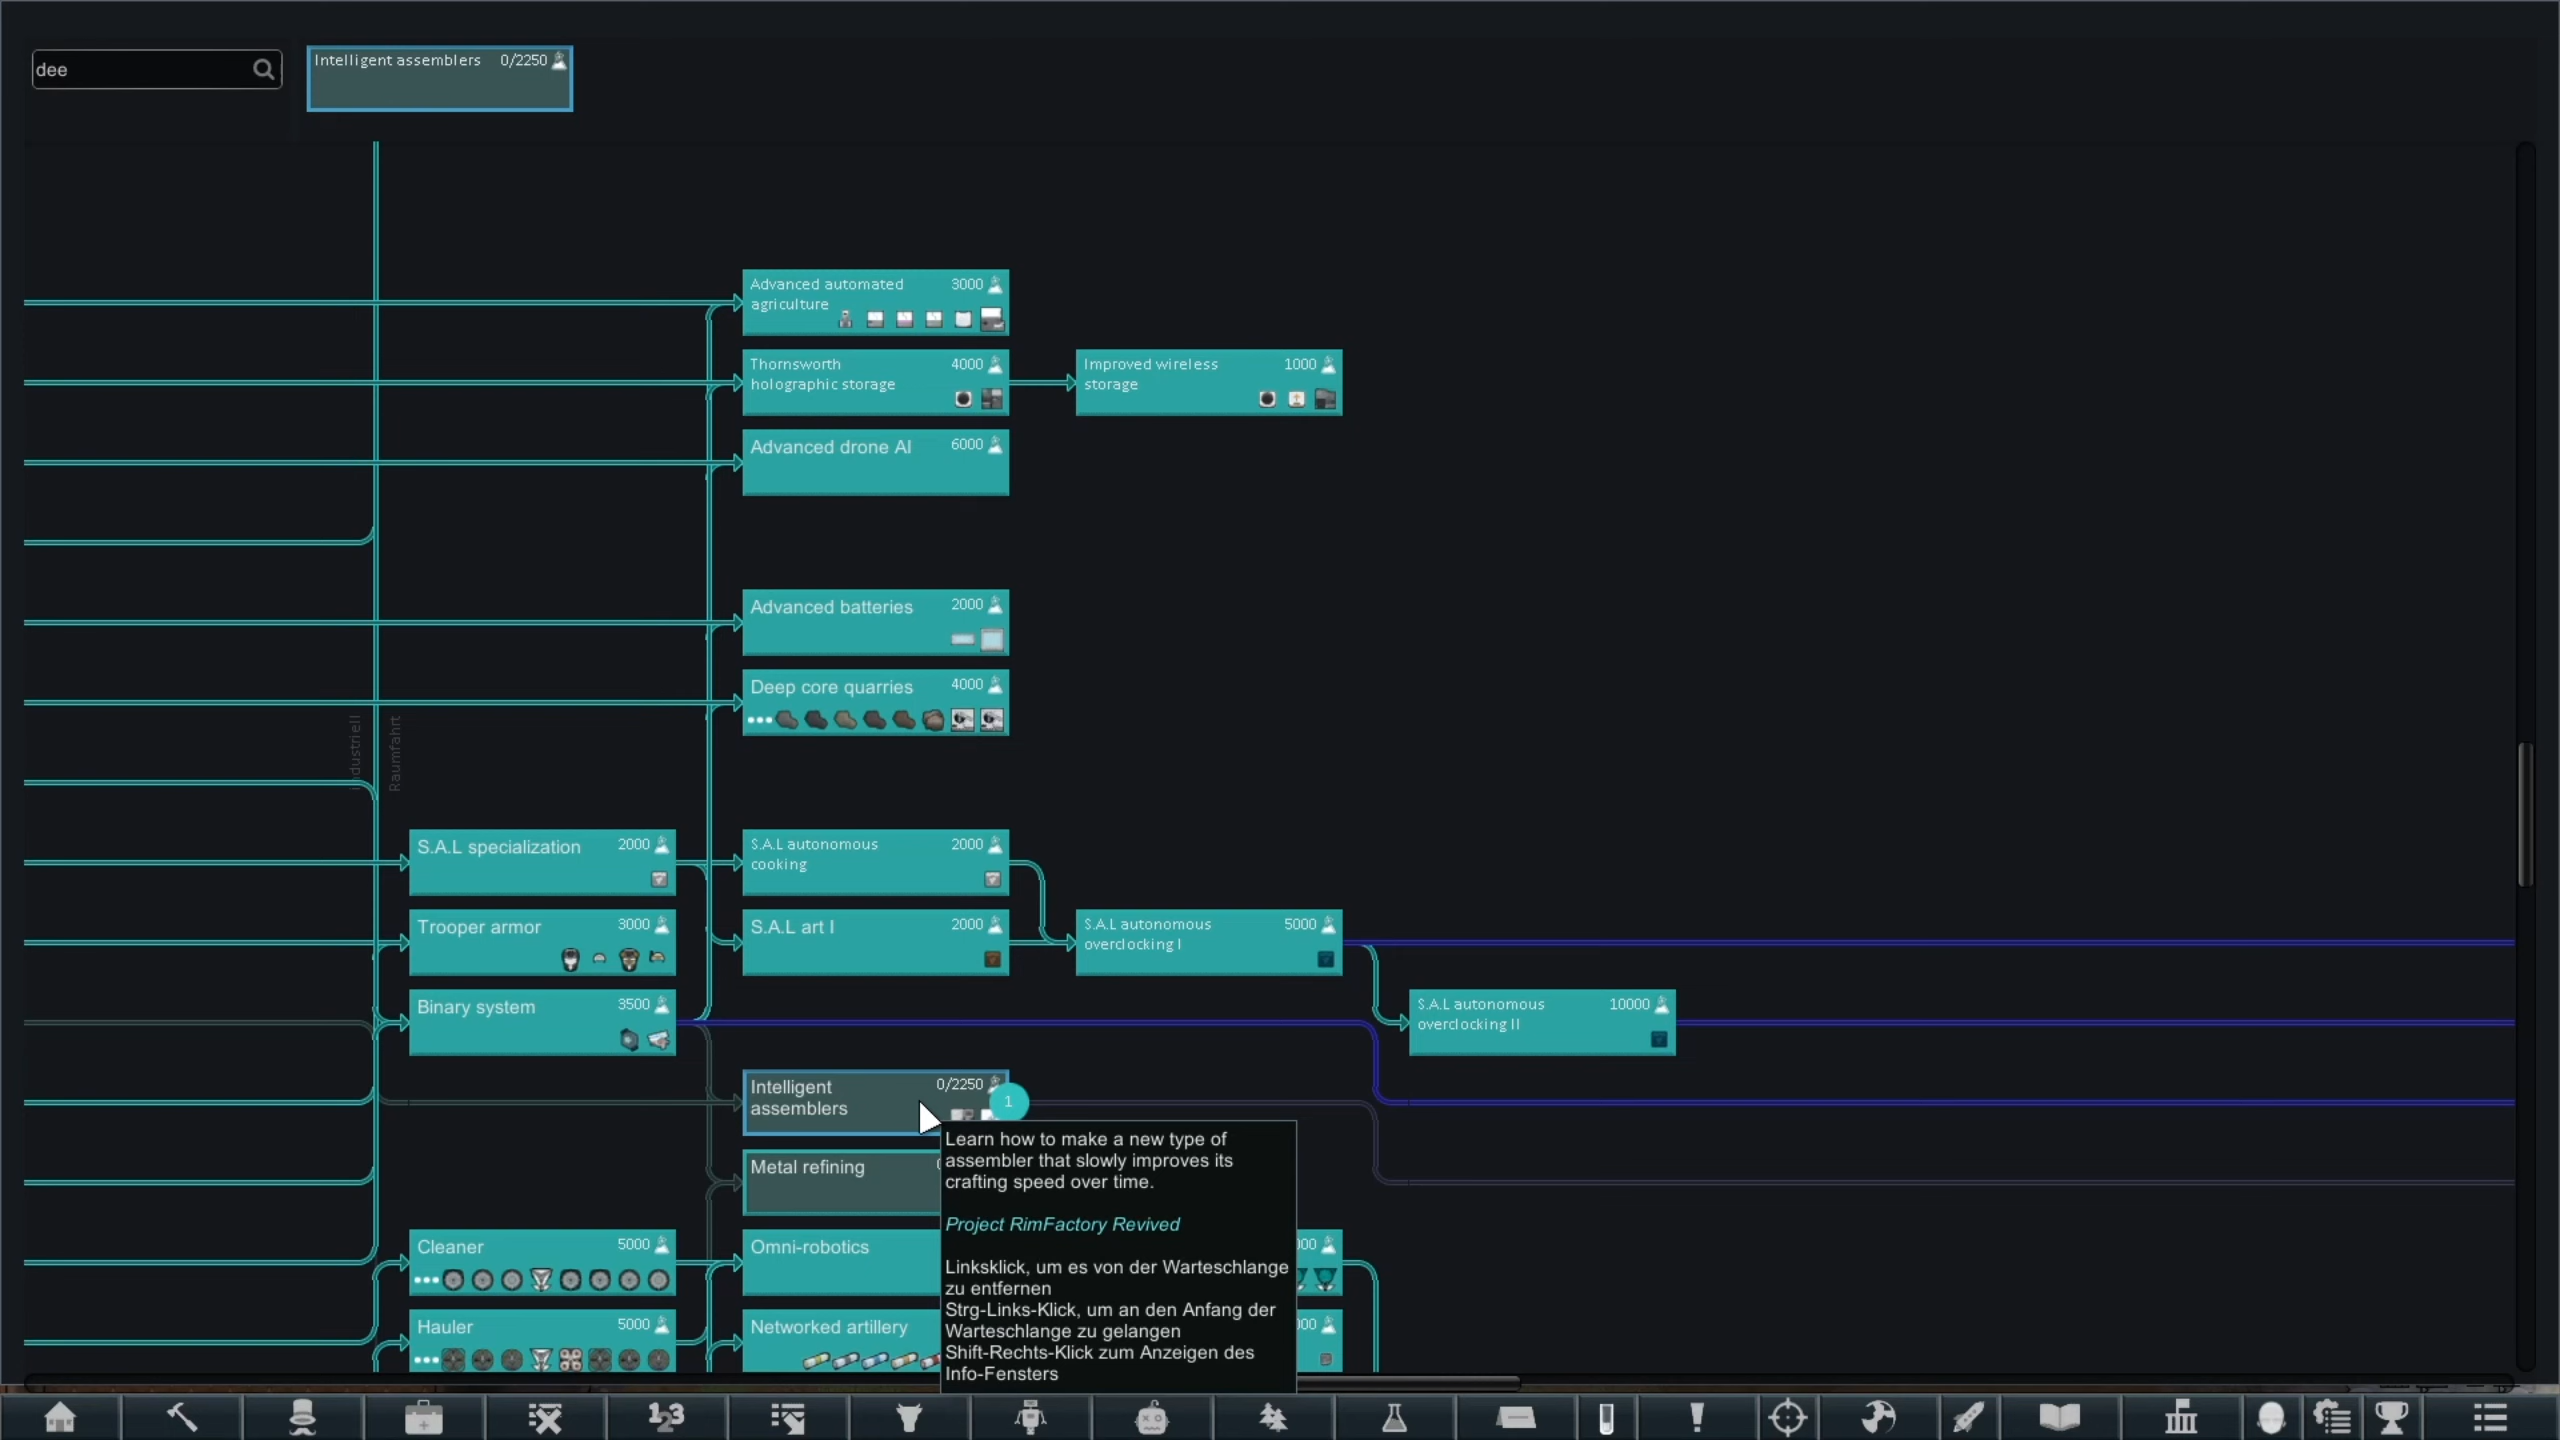 dee
Intelligent assemblers 0/2250
Advanced automated 3000
agriculture
Thornsworth 4000
holographic storage
Improved wireless 1000
storage
Advanced drone AI 6000
Advanced batteries 2000
Deep core quarries 4000
industriell
Raumfahrt
S.A.L specialization 2000
S.A.L autonomous 2000
cooking
Trooper armor 3000
S.A.L art I 2000
S.A.L autonomous 5000
overclocking I
Binary system 3500
S.A.L autonomous 10000
overclocking II
Intelligent 0/2250
assemblers
1
Metal refining
Learn how to make a new type of
assembler that slowly improves its
crafting speed over time.
Project RimFactory Revived
Linksklick, um es von der Warteschlange
zu entfernen
Strg-Links-Klick, um an den Anfang der
Warteschlange zu gelangen
Shift-Rechts-Klick zum Anzeigen des
Info-Fensters
Cleaner 5000
Omni-robotics
Hauler 5000
Networked artillery
123